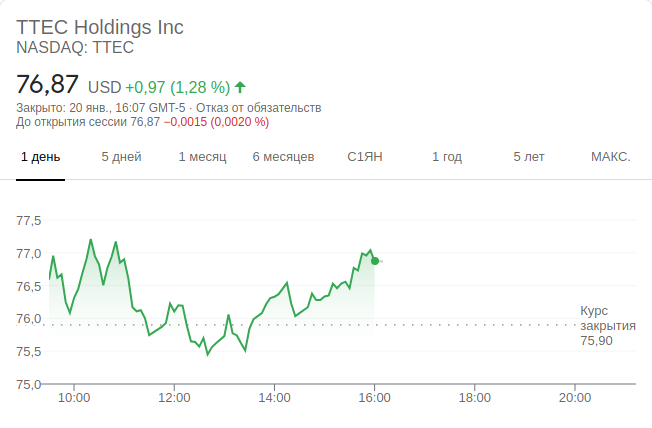 TTEC Holdings Inc
NASDAQ: TTEC
76,87 USD +0,97 (1,28 %)
Закрыто: 20 янв., 16:07 GMT-5 · Отказ от обязательств
До открытия сессии 76,87 −0,0015 (0,0020 %)
1 день 5 дней 1 месяц 6 месяцев С1ЯН 1 год 5 лет МАКС.
77,5
77,0
76,5
76,0
75,5
75,0
Курс
закрытия
75,90
10:00 12:00 14:00 16:00 18:00 20:00